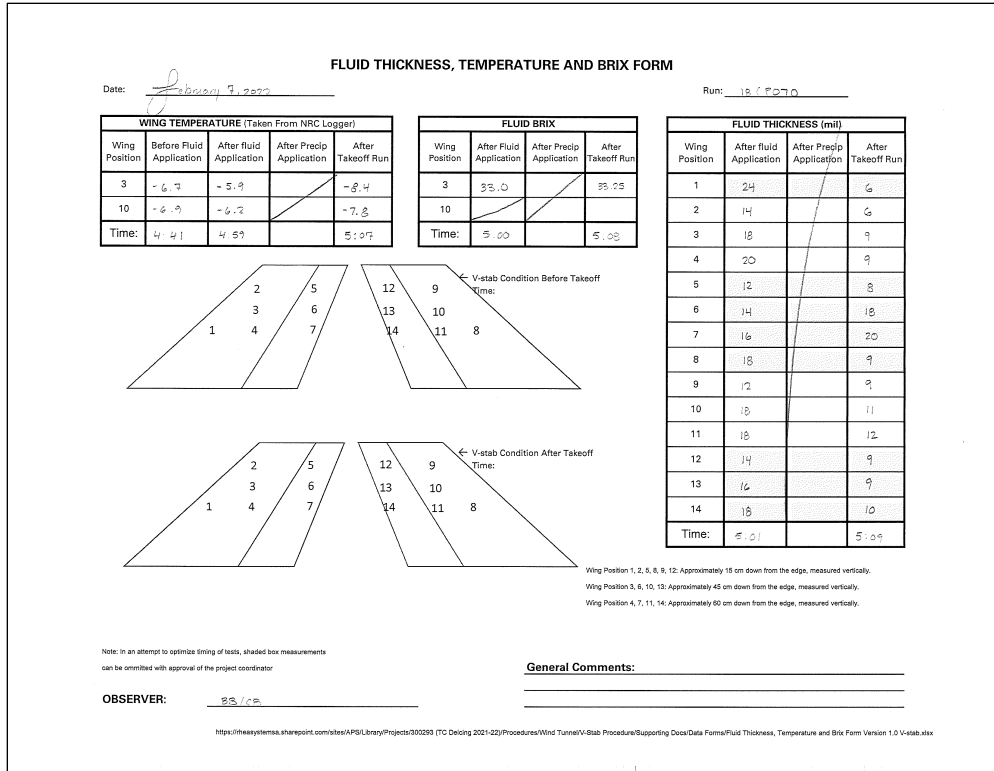 FLUID THICKNESS, TEMPERATURE AND BRIX FORM
Date: February 7, 2022
Run:
WING TEMPERATURE (Taken From NRC Logger)
Wing Position Before Fluid Application After fluid Application After Precip Application After Takeoff Run
3 -6.7 -5.9 -8.4
10 -6.9 -6.2 -7.8
Time: 4:41 4:59 5:07
FLUID BRIX
Wing Position After Fluid Application After Precip Application After Takeoff Run
3 33.0 33.25
10
Time: 5:00 5:08
FLUID THICKNESS (mil)
Wing Position After fluid Application After Precip Application After Takeoff Run
1 24 6
2 14 6
3 18 9
4 20 9
5 12 8
6 14 18
7 16 20
8 18 9
9 12 9
10 18 11
11 18 12
12 14 9
13 16 9
14 18 10
Time: 5:01 5:09
← V-stab Condition Before Takeoff
Time:
2 5 12 9
3 6 13 10
1 4 7 14 11 8
← V-stab Condition After Takeoff
Time:
2 5 12 9
3 6 13 10
1 4 7 14 11 8
Wing Position 1, 2, 5, 8, 9, 12: Approximately 15 cm down from the edge, measured vertically.
Wing Position 3, 6, 10, 13: Approximately 45 cm down from the edge, measured vertically.
Wing Position 4, 7, 11, 14: Approximately 60 cm down from the edge, measured vertically.
Note: In an attempt to optimize timing of tests, shaded box measurements
can be ommitted with approval of the project coordinator
General Comments:
OBSERVER: BB/CB
https://rheasystemsa.sharepoint.com/sites/APS/Library/Projects/300293 (TC Deicing 2021-22)/Procedures/Wind Tunnel/V-Stab Procedure/Supporting Docs/Data Forms/Fluid Thickness, Temperature and Brix Form Version 1.0 V-stab.xlsx